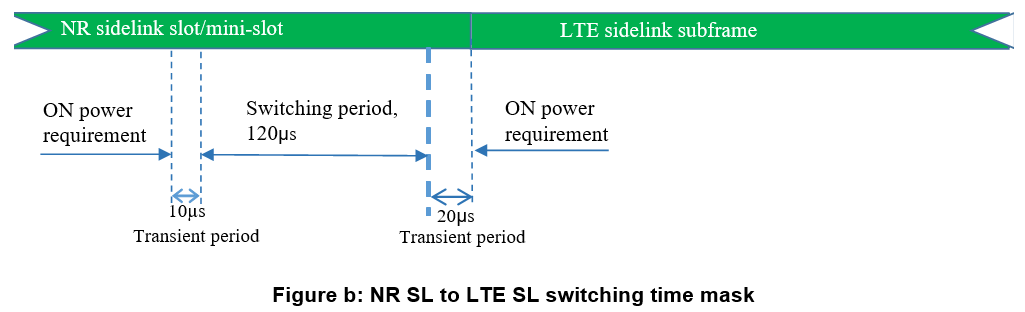 NR sidelink slot/mini-slot
LTE sidelink subframe
ON power
requirement
Switching period,
120μs
ON power
requirement
10μs
Transient period
20μs
Transient period
Figure b: NR SL to LTE SL switching time mask